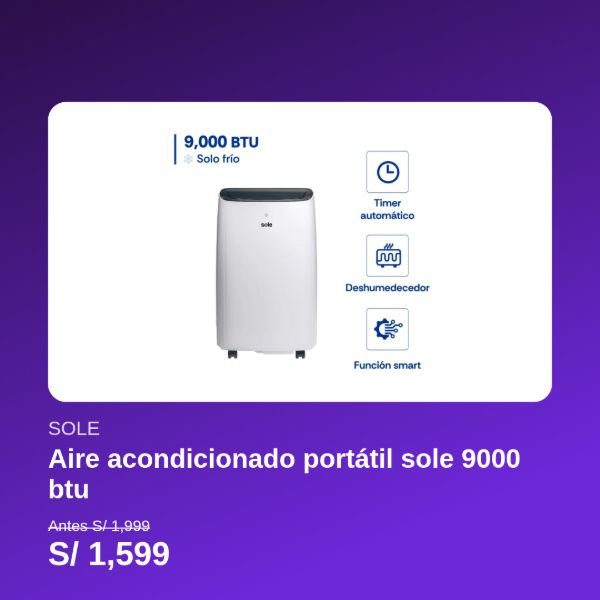 9,000 BTU
Solo frío
sole
Timer
automático
Deshumedecedor
Función smart
SOLE
Aire acondicionado portátil sole 9000
btu
Antes S/ 1,999
S/ 1,599